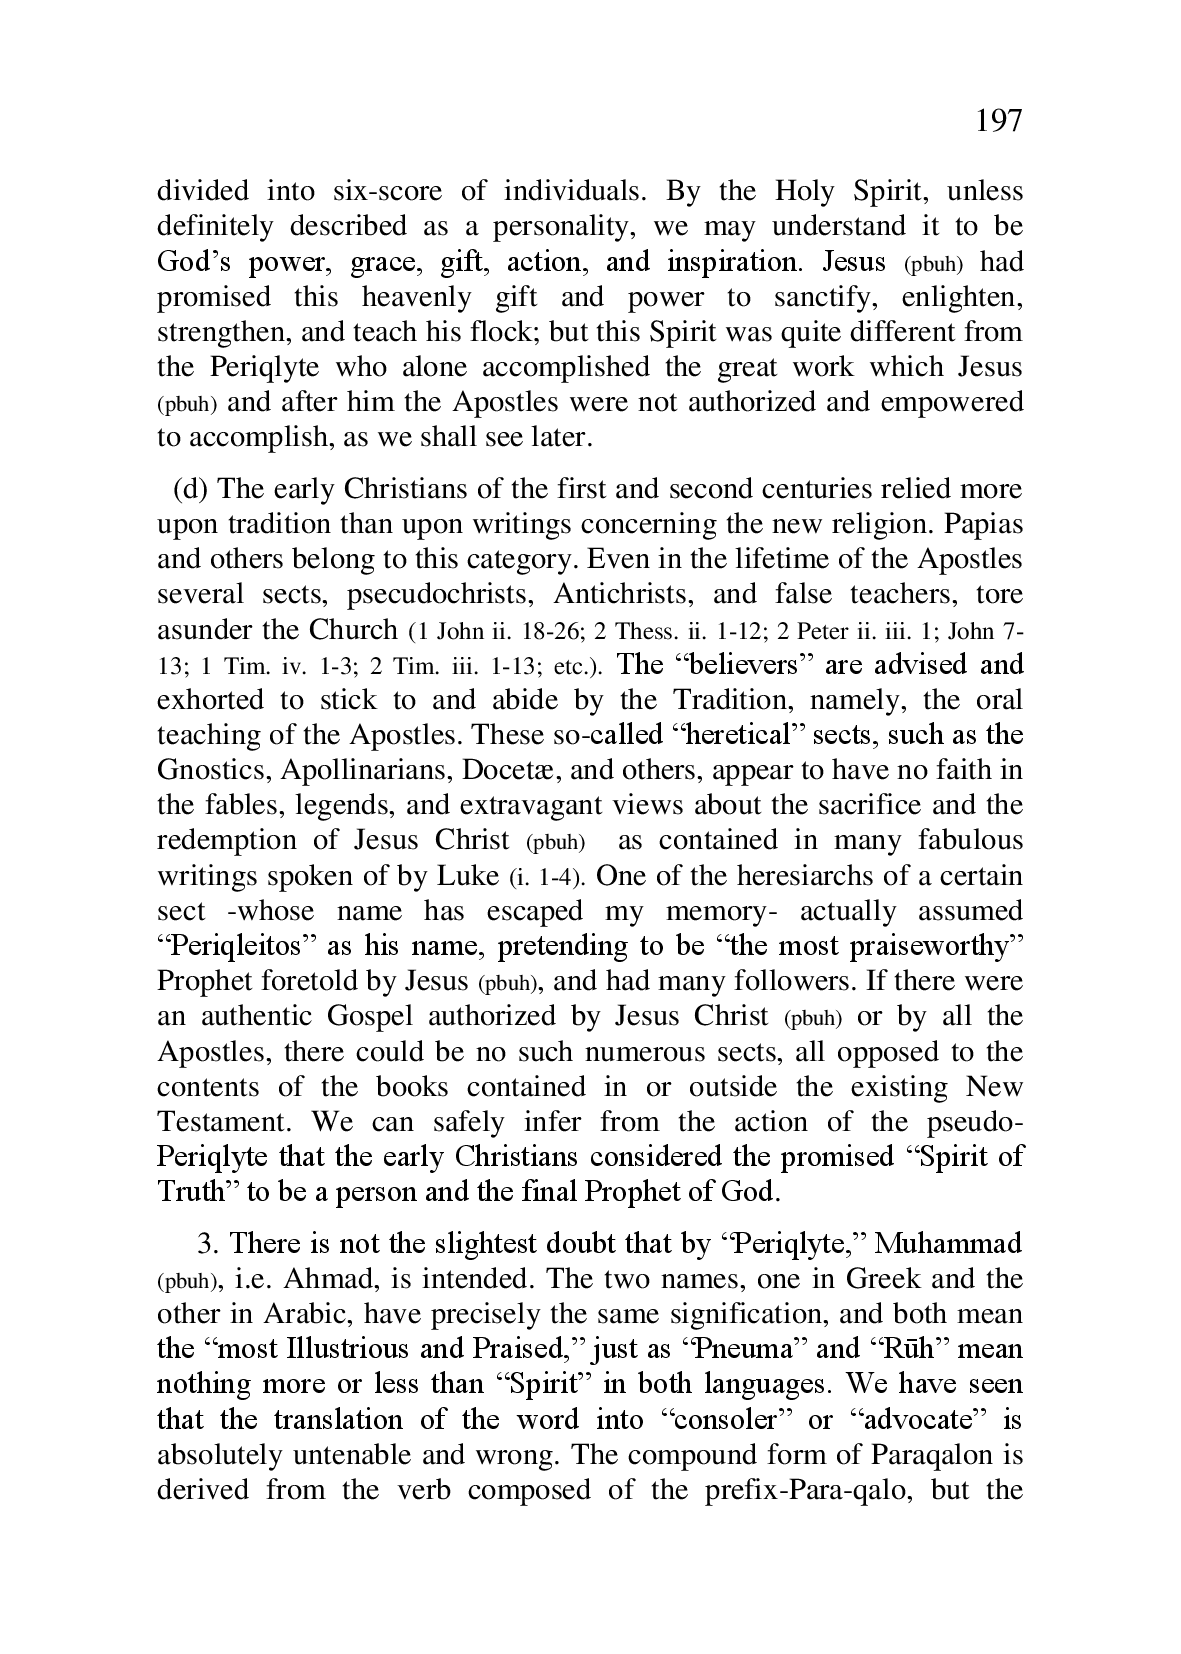 197
divided into six-score of individuals. By the Holy Spirit, unless
definitely described as a personality, we may understand it to be
God’s power, grace, gift, action, and inspiration. Jesus (pbuh) had
promised this heavenly gift and power to sanctify, enlighten,
strengthen, and teach his flock; but this Spirit was quite different from
the Periqlyte who alone accomplished the great work which Jesus
(pbuh) and after him the Apostles were not authorized and empowered
to accomplish, as we shall see later.
(d) The early Christians of the first and second centuries relied more
upon tradition than upon writings concerning the new religion. Papias
and others belong to this category. Even in the lifetime of the Apostles
several sects, psecudochrists, Antichrists, and false teachers, tore
asunder the Church (1 John ii. 18-26; 2 Thess. ii. 1-12; 2 Peter ii. iii. 1; John 7-
13; 1 Tim. iv. 1-3; 2 Tim. iii. 1-13; etc.). The “believers” are advised and
exhorted to stick to and abide by the Tradition, namely, the oral
teaching of the Apostles. These so-called “heretical” sects, such as the
Gnostics, Apollinarians, Docetæ, and others, appear to have no faith in
the fables, legends, and extravagant views about the sacrifice and the
redemption of Jesus Christ (pbuh) as contained in many fabulous
writings spoken of by Luke (i. 1-4). One of the heresiarchs of a certain
sect -whose name has escaped my memory- actually assumed
“Periqleitos” as his name, pretending to be “the most praiseworthy”
Prophet foretold by Jesus (pbuh), and had many followers. If there were
an authentic Gospel authorized by Jesus Christ (pbuh) or by all the
Apostles, there could be no such numerous sects, all opposed to the
contents of the books contained in or outside the existing New
Testament. We can safely infer from the action of the pseudo-
Periqlyte that the early Christians considered the promised “Spirit of
Truth” to be a person and the final Prophet of God.
3. There is not the slightest doubt that by “Periqlyte,” Muhammad
(pbuh), i.e. Ahmad, is intended. The two names, one in Greek and the
other in Arabic, have precisely the same signification, and both mean
the “most Illustrious and Praised,” just as “Pneuma” and “Rūh” mean
nothing more or less than “Spirit” in both languages. We have seen
that the translation of the word into “consoler” or “advocate” is
absolutely untenable and wrong. The compound form of Paraqalon is
derived from the verb composed of the prefix-Para-qalo, but the